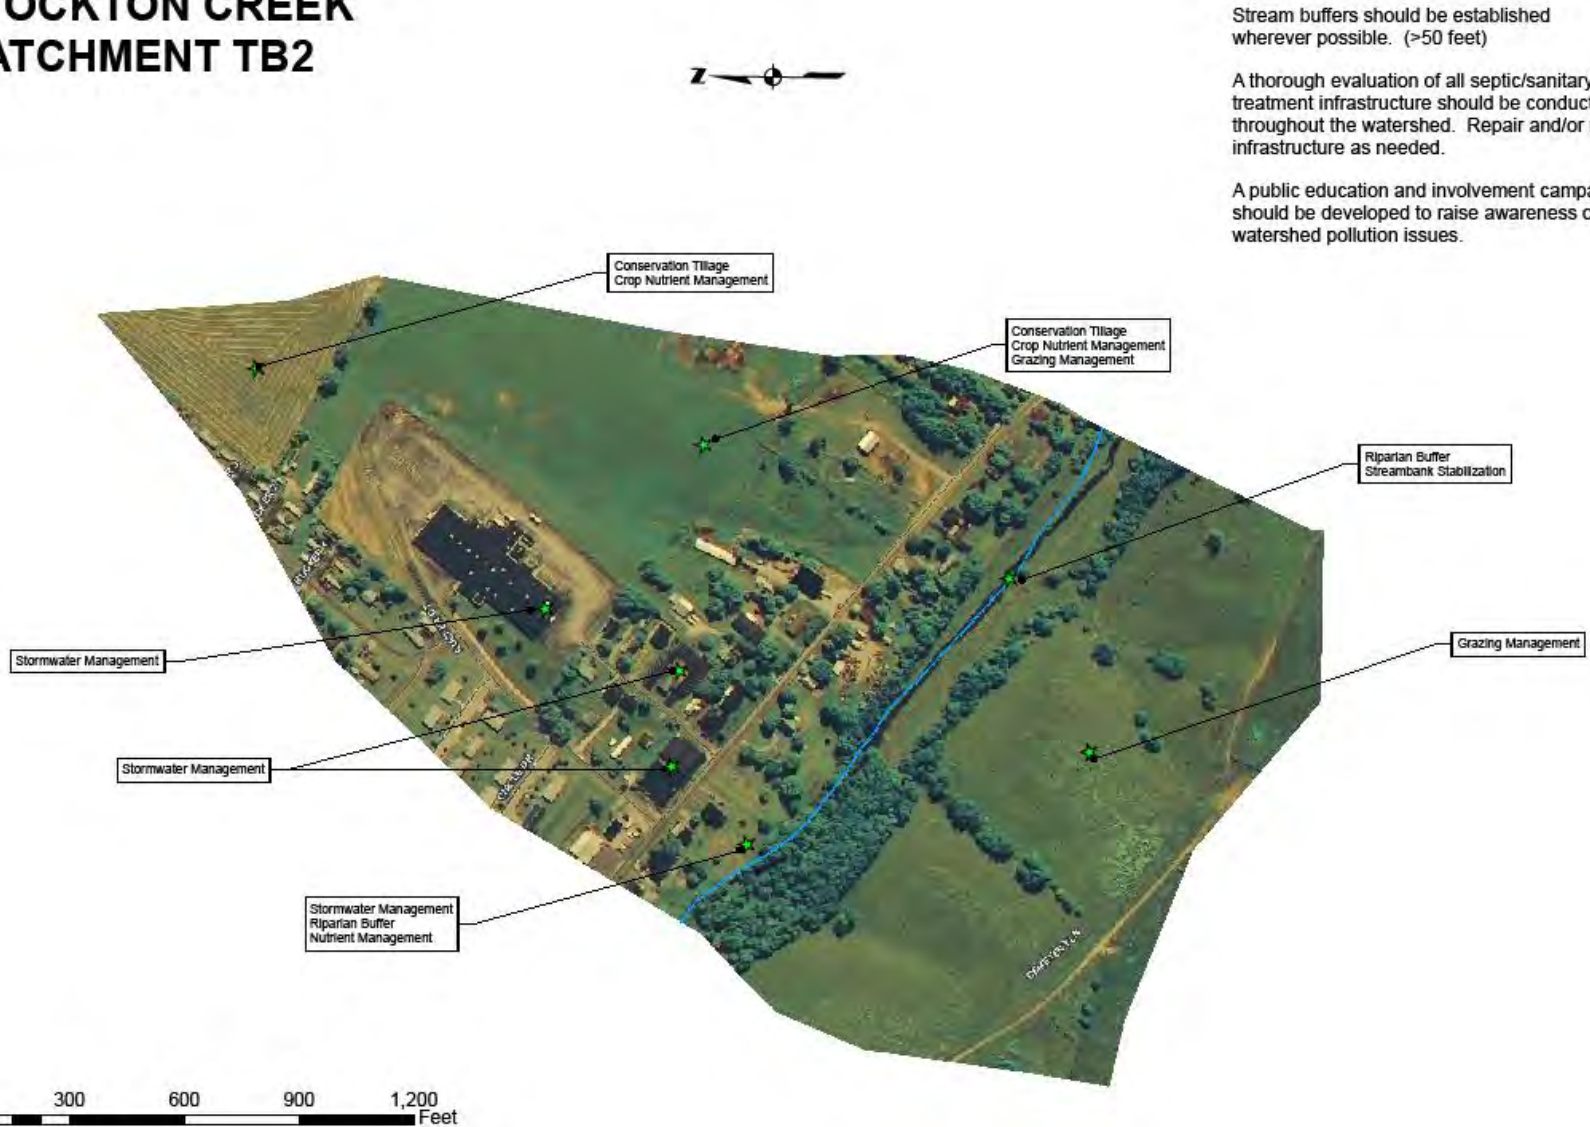 OCKTON CREEK
ATCHMENT TB2
Stream buffers should be established
wherever possible. (>50 feet)
A thorough evaluation of all septic/sanitary
treatment infrastructure should be conduct
throughout the watershed. Repair and/or
infrastructure as needed.
A public education and involvement campa
should be developed to raise awareness o
watershed pollution issues.
Z
Conservation Tillage
Crop Nutrient Management
Conservation Tillage
Crop Nutrient Management
Grazing Management
Riparian Buffer
Streambank Stabilization
Stormwater Management
Grazing Management
Stormwater Management
Stormwater Management
Riparian Buffer
Nutrient Management
300 600 900 1,200
Feet